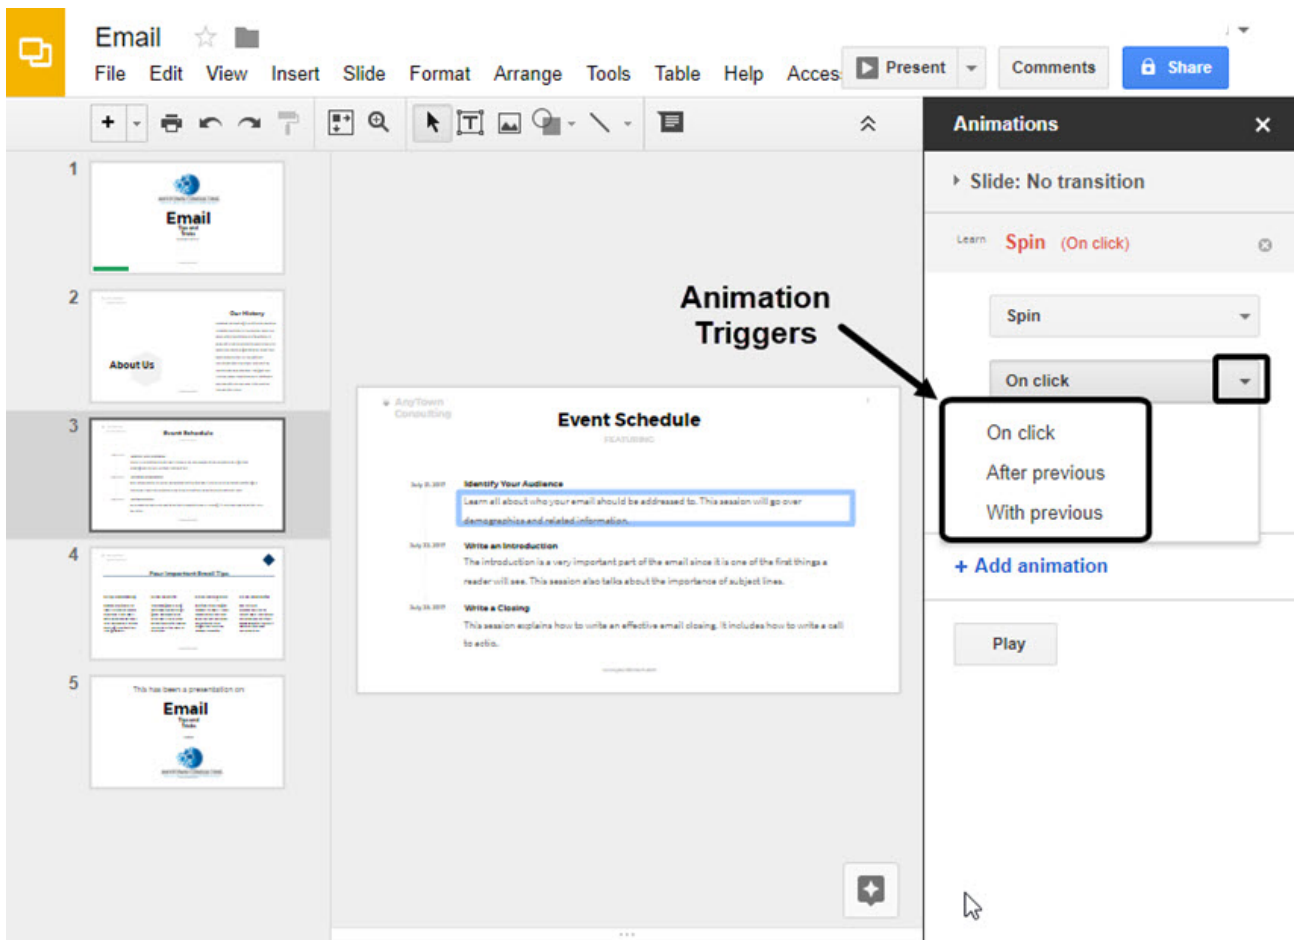 Email
File Edit View Insert Slide Format Arrange Tools Table Help Acces
Present
Comments
Share
Animations
Slide: No transition
Learn Spin (On click)
Spin
On click
On click
After previous
With previous
+ Add animation
Play
Animation
Triggers
1
Email
Tips and
Tricks
2
Our History
About Us
3
Event Schedule
4
Four Important Email Tips
5
This has been a presentation on
Email
Tips and
Tricks
AnyTown
Consulting
Event Schedule
FEATURING
Identify Your Audience
Learn all about who your email should be addressed to. This session will go over
demographics and related information.
Write an Introduction
The introduction is a very important part of the email since it is one of the first things a
reader will see. This session also talks about the importance of subject lines.
Write a Closing
This session explains how to write an effective email closing. It includes how to write a call
to actio.